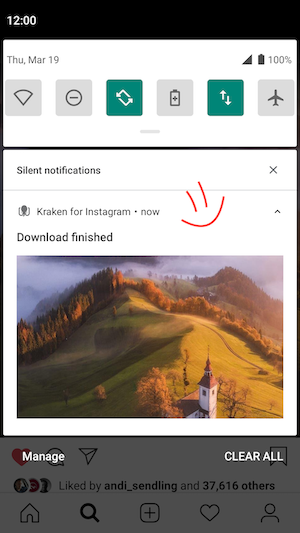 12:00
Thu, Mar 19
100%
Silent notifications
Kraken for Instagram • now
Download finished
Manage
CLEAR ALL
Liked by andi_sendling and 37,616 others